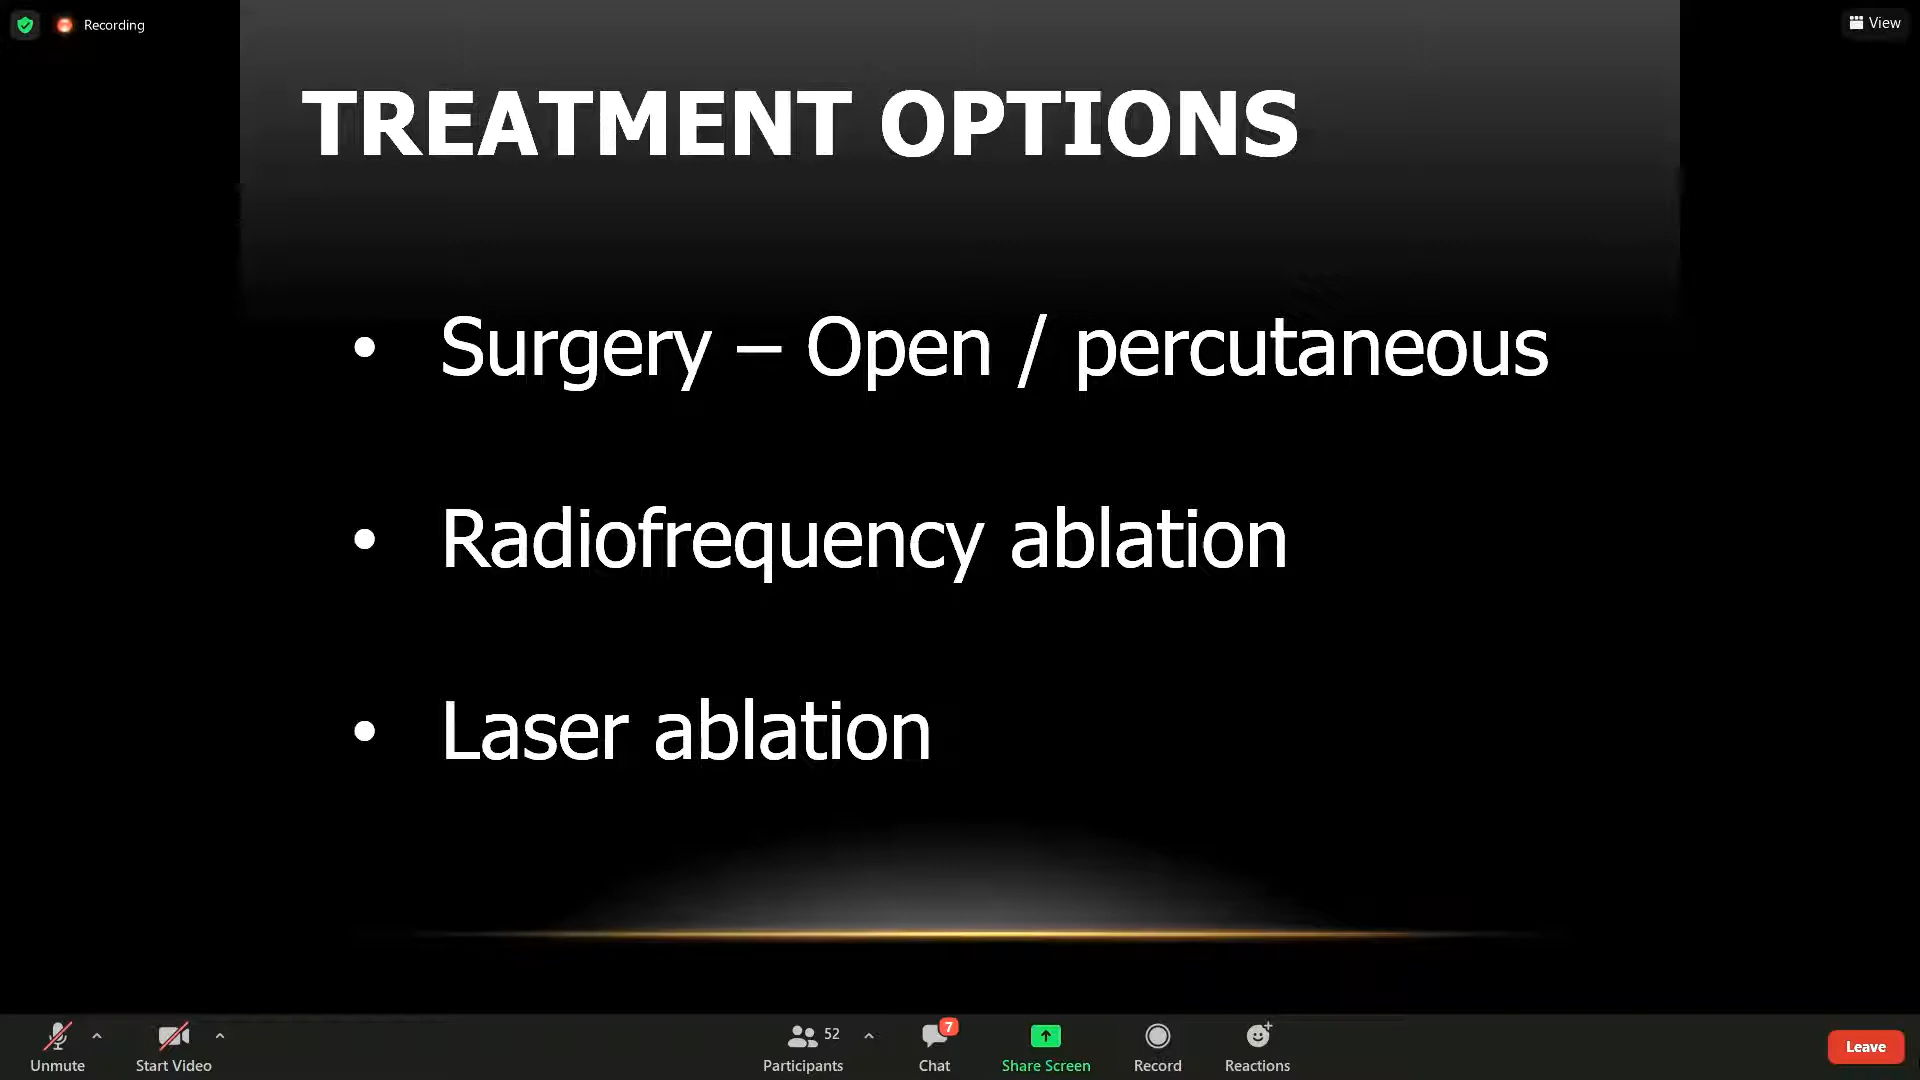 Recording
View
TREATMENT OPTIONS
• Surgery – Open / percutaneous
• Radiofrequency ablation
• Laser ablation
Unmute
Start Video
52
Participants
7
Chat
Share Screen
Record
Reactions
Leave